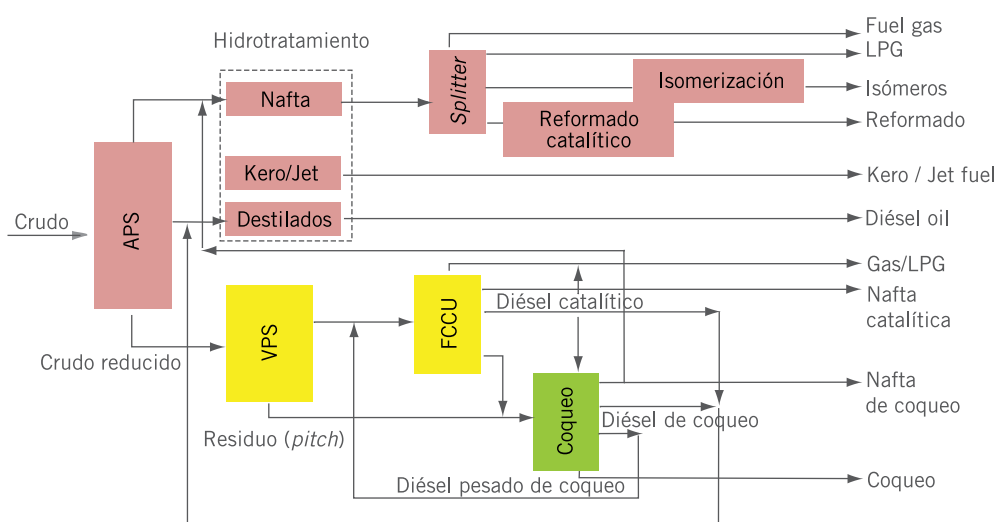 Fuel gas
Hidrotratamiento
LPG
Splitter
Isomerización
Nafta
Isómeros
Reformado
catalítico
Reformado
Kero/Jet
Kero / Jet fuel
Crudo
APS
Destilados
Diésel oil
Gas/LPG
Diésel catalítico
Nafta
catalítica
VPS
FCCU
Crudo reducido
Nafta
de coqueo
Coqueo
Diésel de coqueo
Residuo (pitch)
Diésel pesado de coqueo
Coqueo